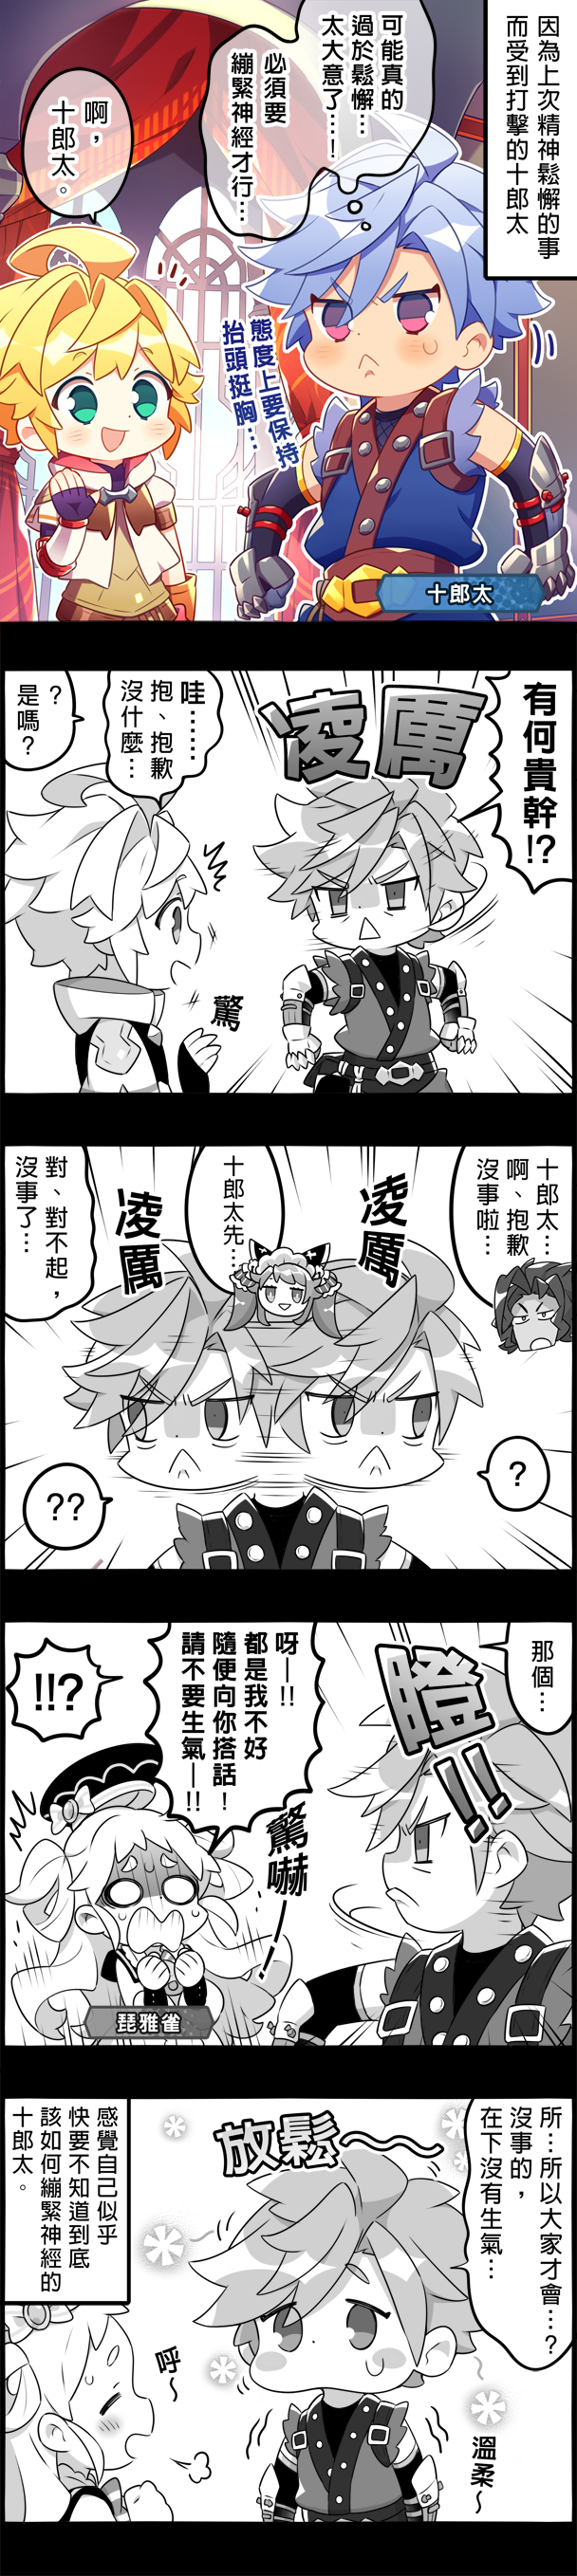 因為上次精神鬆懈的事
而受到打擊的十郎太
可能真的
過於鬆懈…
太大意了…!
必須要
繃緊神經才行…
啊，
十郎太。
態度上要保持
抬頭挺胸…
十郎太
有何貴幹!?
凌厲
哇……
抱、抱歉
沒什麼…
?
是嗎?
驚
十郎太…
啊、抱歉
沒事啦…
凌厲
十郎太先…
凌厲
對、對不起，
沒事了…
?
??
那個…
瞪!!
呀—!!
都是我不好
隨便向你搭話!
請不要生氣—!!
!!?
驚嚇—!
琵雅雀
所…所以大家才會…?
沒事的，
在下沒有生氣…
放鬆～
感覺自己似乎
快要不知道到底
該如何繃緊神經的
十郎太。
呼～
溫柔～